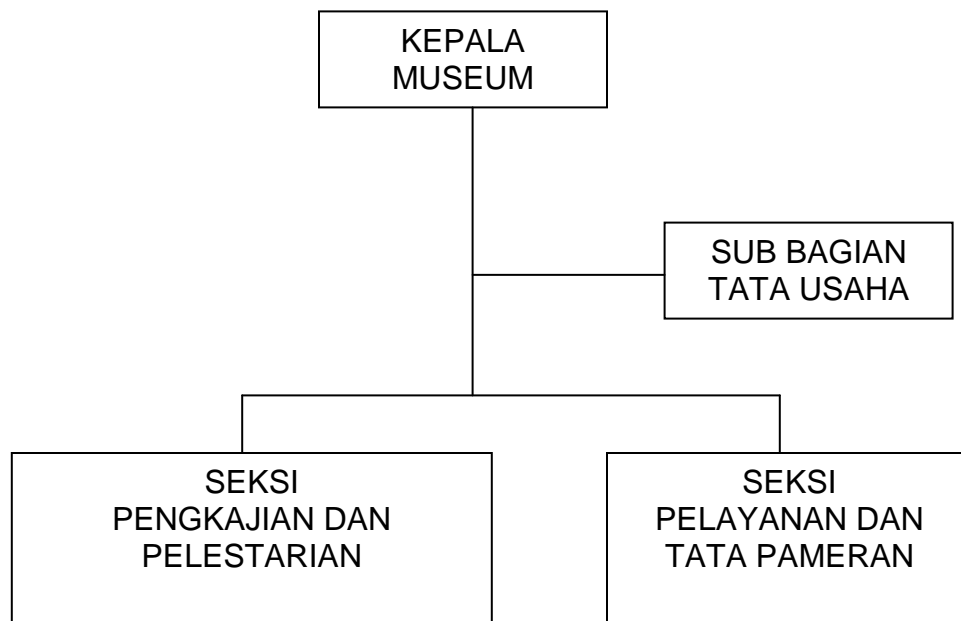 KEPALA
MUSEUM
SUB BAGIAN
TATA USAHA
SEKSI
PENGKAJIAN DAN
PELESTARIAN
SEKSI
PELAYANAN DAN
TATA PAMERAN